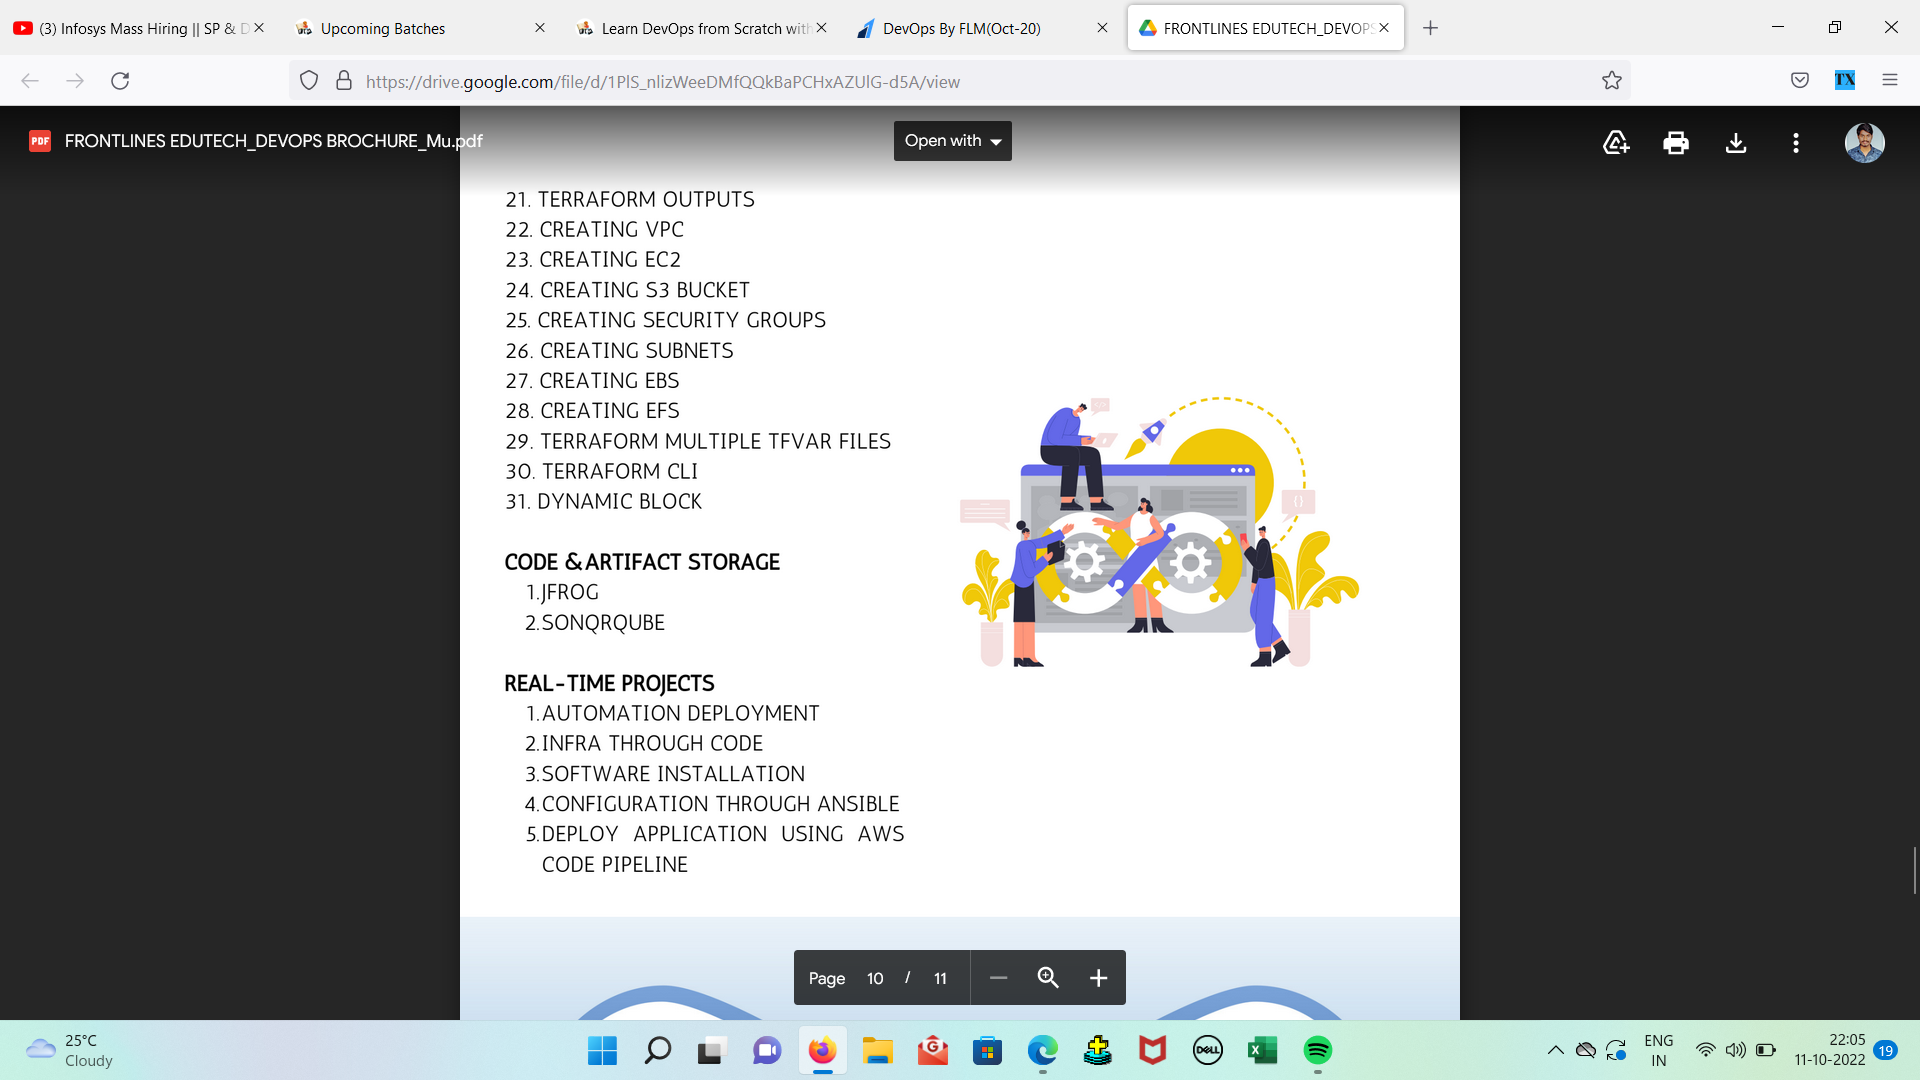 (3) Infosys Mass Hiring || SP & D
Upcoming Batches
Learn DevOps from Scratch with
DevOps By FLM(Oct-20)
FRONTLINES EDUTECH_DEVOPS
https://drive.google.com/file/d/1PlS_nlizWeeDMfQQkBaPCHxAZUlG-d5A/view
TX
PDF
FRONTLINES EDUTECH_DEVOPS BROCHURE_Mu.pdf
Open with
21. TERRAFORM OUTPUTS
22. CREATING VPC
23. CREATING EC2
24. CREATING S3 BUCKET
25. CREATING SECURITY GROUPS
26. CREATING SUBNETS
27. CREATING EBS
28. CREATING EFS
29. TERRAFORM MULTIPLE TFVAR FILES
30. TERRAFORM CLI
31. DYNAMIC BLOCK
CODE & ARTIFACT STORAGE
1.JFROG
2.SONQRQUBE
REAL-TIME PROJECTS
1.AUTOMATION DEPLOYMENT
2.INFRA THROUGH CODE
3.SOFTWARE INSTALLATION
4.CONFIGURATION THROUGH ANSIBLE
5.DEPLOY APPLICATION USING AWS
CODE PIPELINE
Page 10 / 11
25°C
Cloudy
G
DELL
X
ENG
IN
22:05
11-10-2022
19